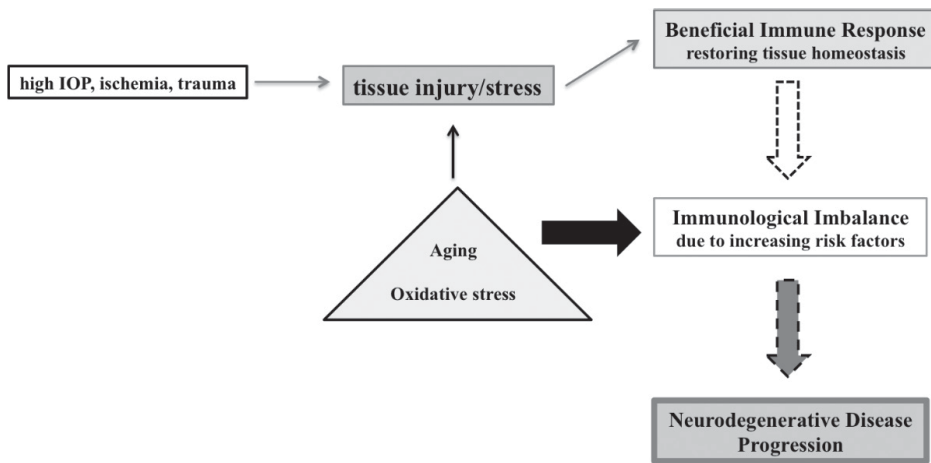 Beneficial Immune Response
restoring tissue homeostasis
high IOP, ischemia, trauma
tissue injury/stress
Immunological Imbalance
due to increasing risk factors
Aging
Oxidative stress
Neurodegenerative Disease
Progression